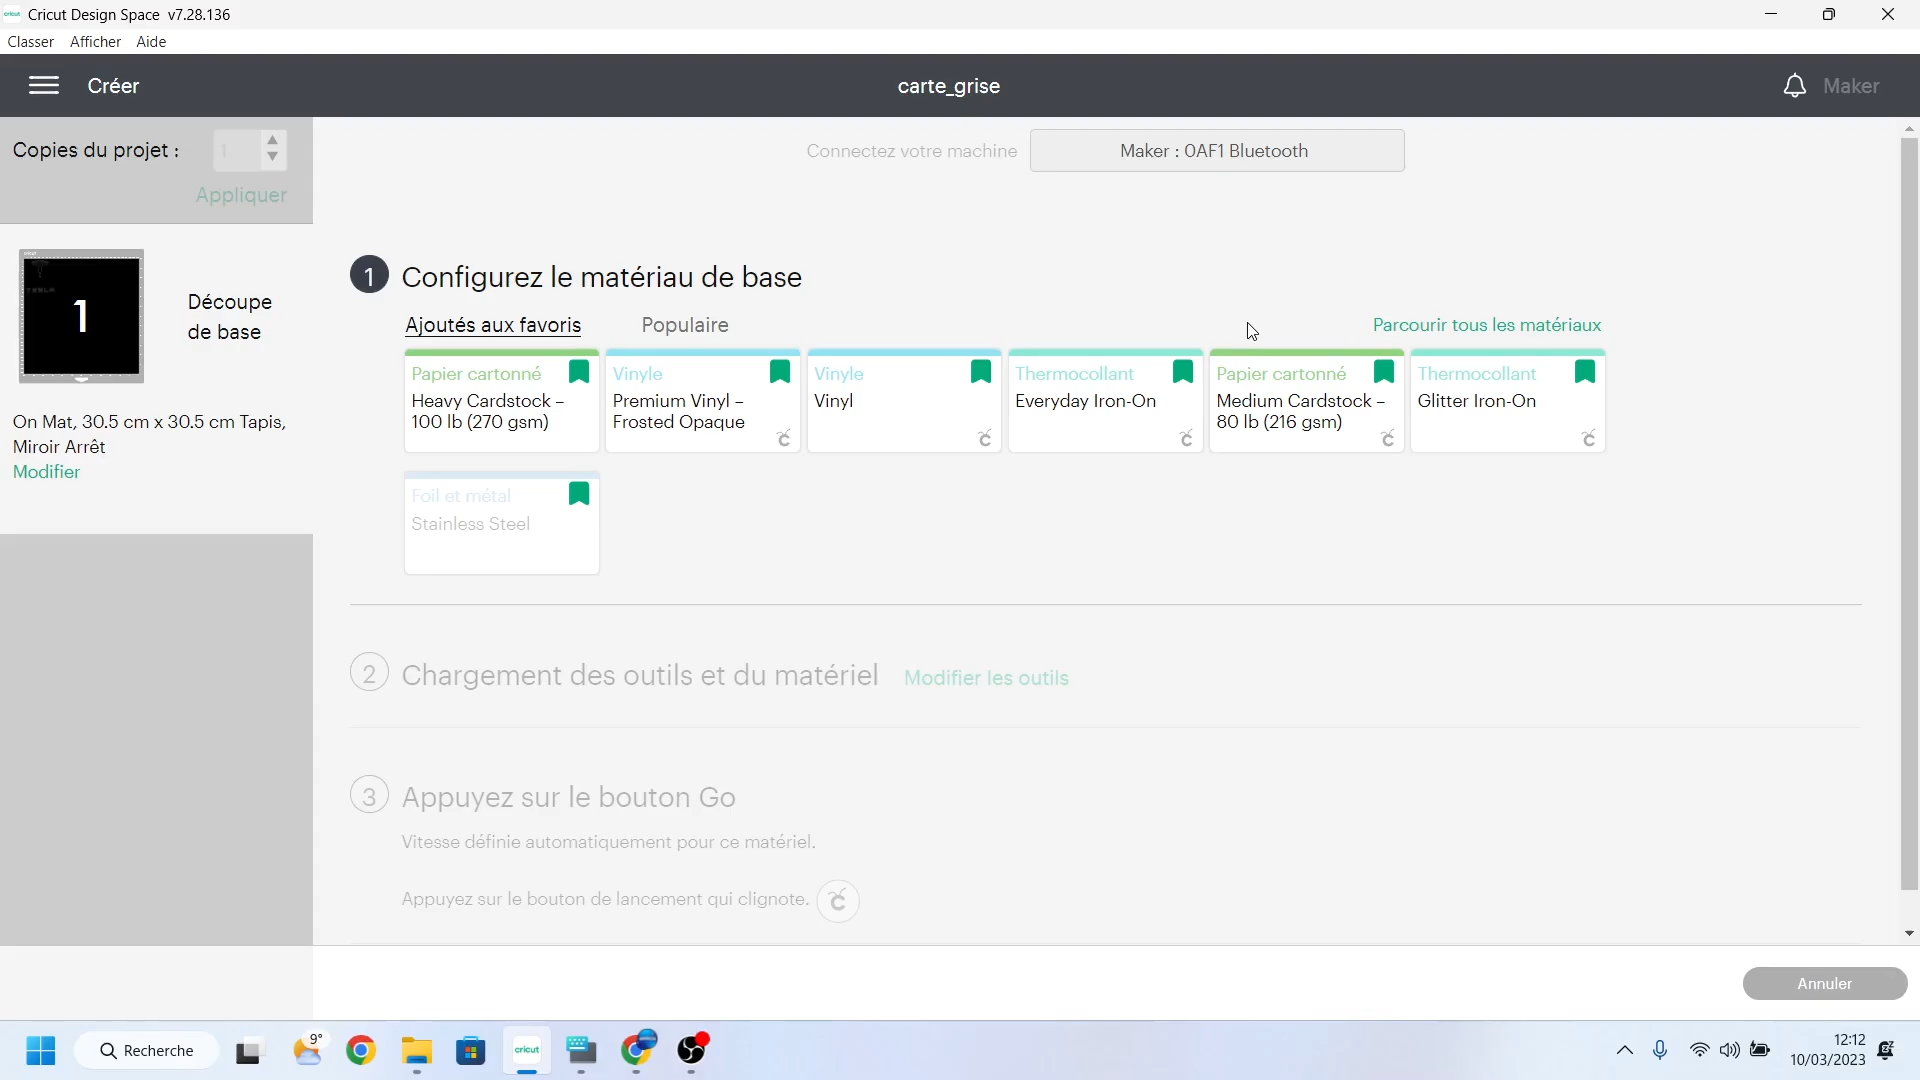 Cricut Design Space v7.28.136
Classer Afficher Aide
Créer
carte_grise
Maker
Copies du projet :
1
Appliquer
Connectez votre machine
Maker : 0AF1 Bluetooth
1
Découpe
de base
On Mat, 30.5 cm x 30.5 cm Tapis,
Miroir Arrêt
Modifier
1 Configurez le matériau de base
Ajoutés aux favoris
Populaire
Parcourir tous les matériaux
Papier cartonné
Heavy Cardstock –
100 lb (270 gsm)
Vinyle
Premium Vinyl –
Frosted Opaque
Vinyle
Vinyl
Thermocollant
Everyday Iron-On
Papier cartonné
Medium Cardstock –
80 lb (216 gsm)
Thermocollant
Glitter Iron-On
Foil et métal
Stainless Steel
2 Chargement des outils et du matériel Modifier les outils
3 Appuyez sur le bouton Go
Vitesse définie automatiquement pour ce matériel.
Appuyez sur le bouton de lancement qui clignote.
Annuler
9°
Recherche
cricut
12:12
10/03/2023